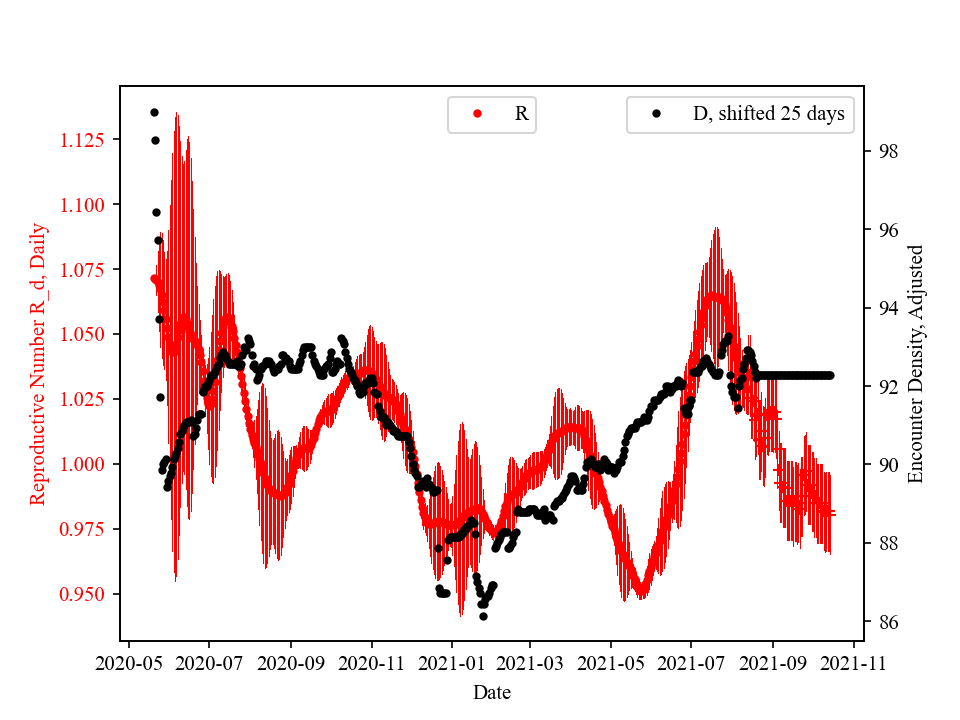 R
D, shifted 25 days
Reproductive Number R_d, Daily
1.125
1.100
1.075
1.050
1.025
1.000
0.975
0.950
98
96
94
92
90
88
86
Encounter Density, Adjusted
2020-05 2020-07 2020-09 2020-11 2021-01 2021-03 2021-05 2021-07 2021-09 2021-11
Date